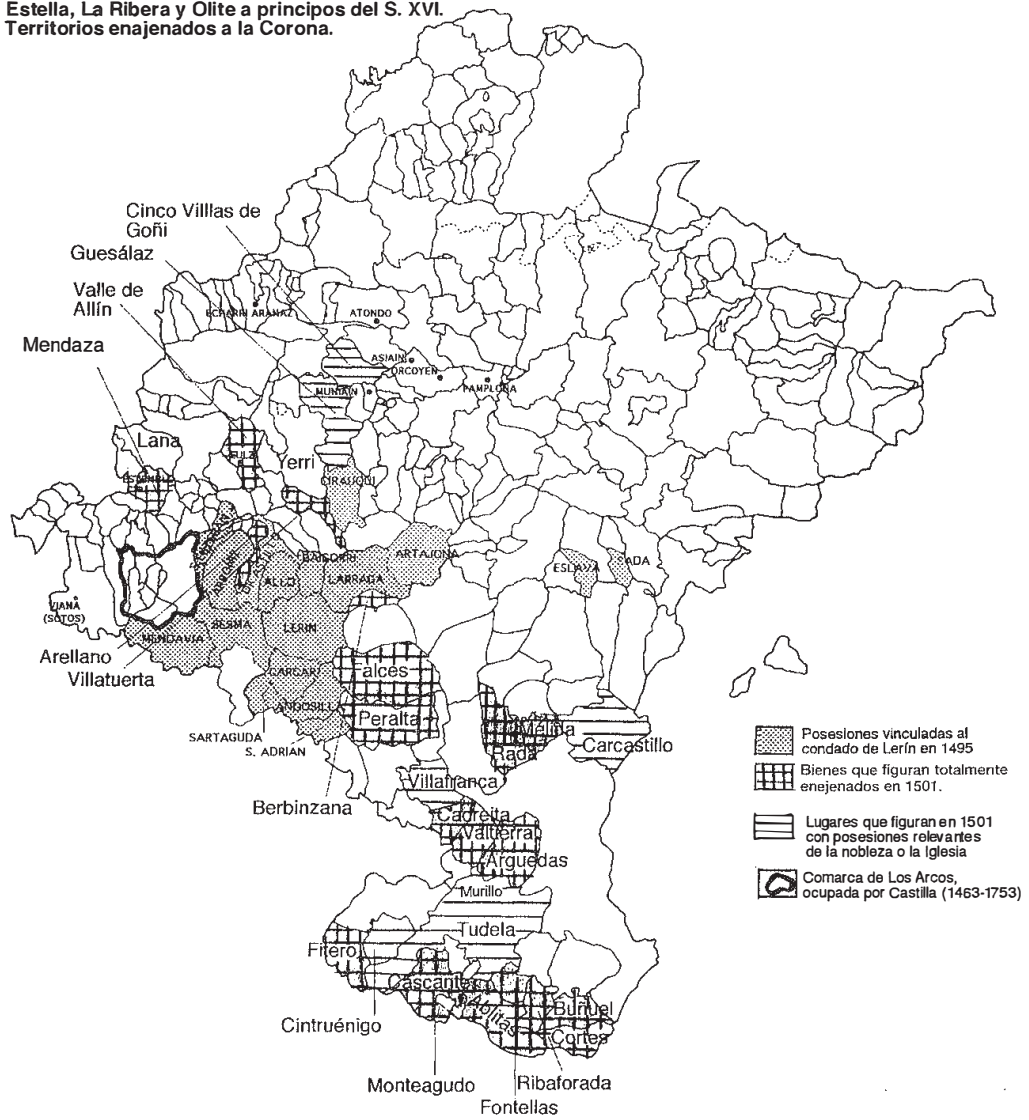 Estella, La Ribera y Olite a principos del S. XVI.
Territorios enajenados a la Corona.
Cinco Villlas de
Goñi
Guesálaz
Valle de
Allín
Mendaza
ECHARRI ARANAZ
ATONDO
ASIAIN
ORCOYEN
PAMPLONA
MUNIAIN
Lana
Yerri
CIRAUQUI
ARTAJONA
LARRAGA
ALLO
ESLAVA
ADA
VIANA
(SOTOS)
SESMA
LERIN
MENDAVIA
Arellano
Villatuerta
CARCAR
Falces
ANDOSILLA
Peralta
SARTAGUDA
S. ADRIAN
Mélida
Rada
Carcastillo
Berbinzana
Villafranca
Cadreita
Valtierra
Arguedas
Murillo
Tudela
Fitero
Cascante
Ablitas
Buñuel
Cortes
Cintruénigo
Monteagudo
Ribaforada
Fontellas
Posesiones vinculadas al
condado de Lerín en 1495
Bienes que figuran totalmente
enejenados en 1501.
Lugares que figuran en 1501
con posesiones relevantes
de la nobleza o la Iglesia
Comarca de Los Arcos,
ocupada por Castilla (1463-1753)